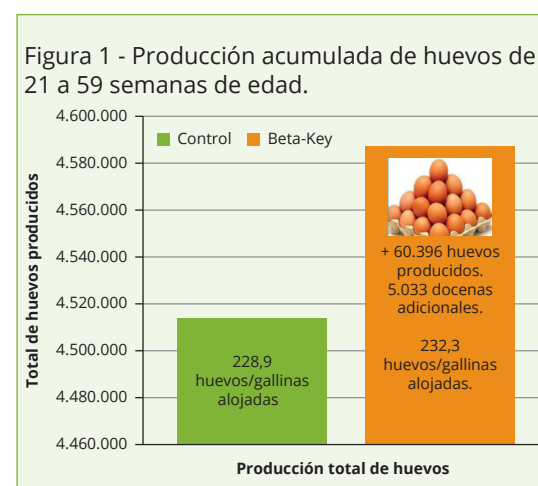 Figura 1 - Producción acumulada de huevos de
21 a 59 semanas de edad.
Total de huevos producidos
4.600.000
4.580.000
4.560.000
4.540.000
4.520.000
4.500.000
4.480.000
4.460.000
Control
Beta-Key
228,9
huevos/gallinas
alojadas
+ 60.396 huevos
producidos.
5.033 docenas
adicionales.
232,3
huevos/gallinas
alojadas.
Producción total de huevos